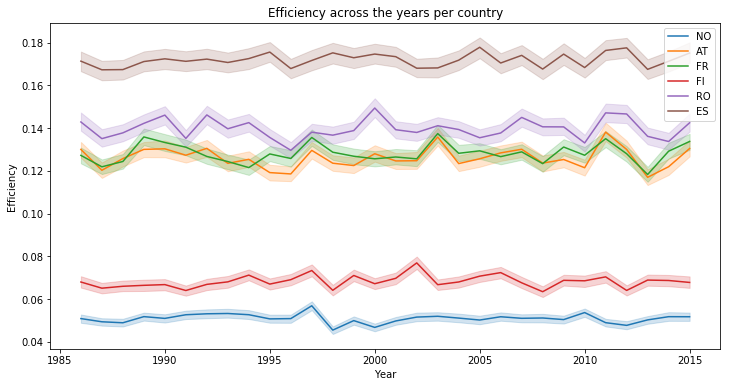 Efficiency across the years per country
NO
AT
FR
FI
RO
ES
Efficiency
0.18
0.16
0.14
0.12
0.10
0.08
0.06
0.04
1985
1990
1995
2000
2005
2010
2015
Year